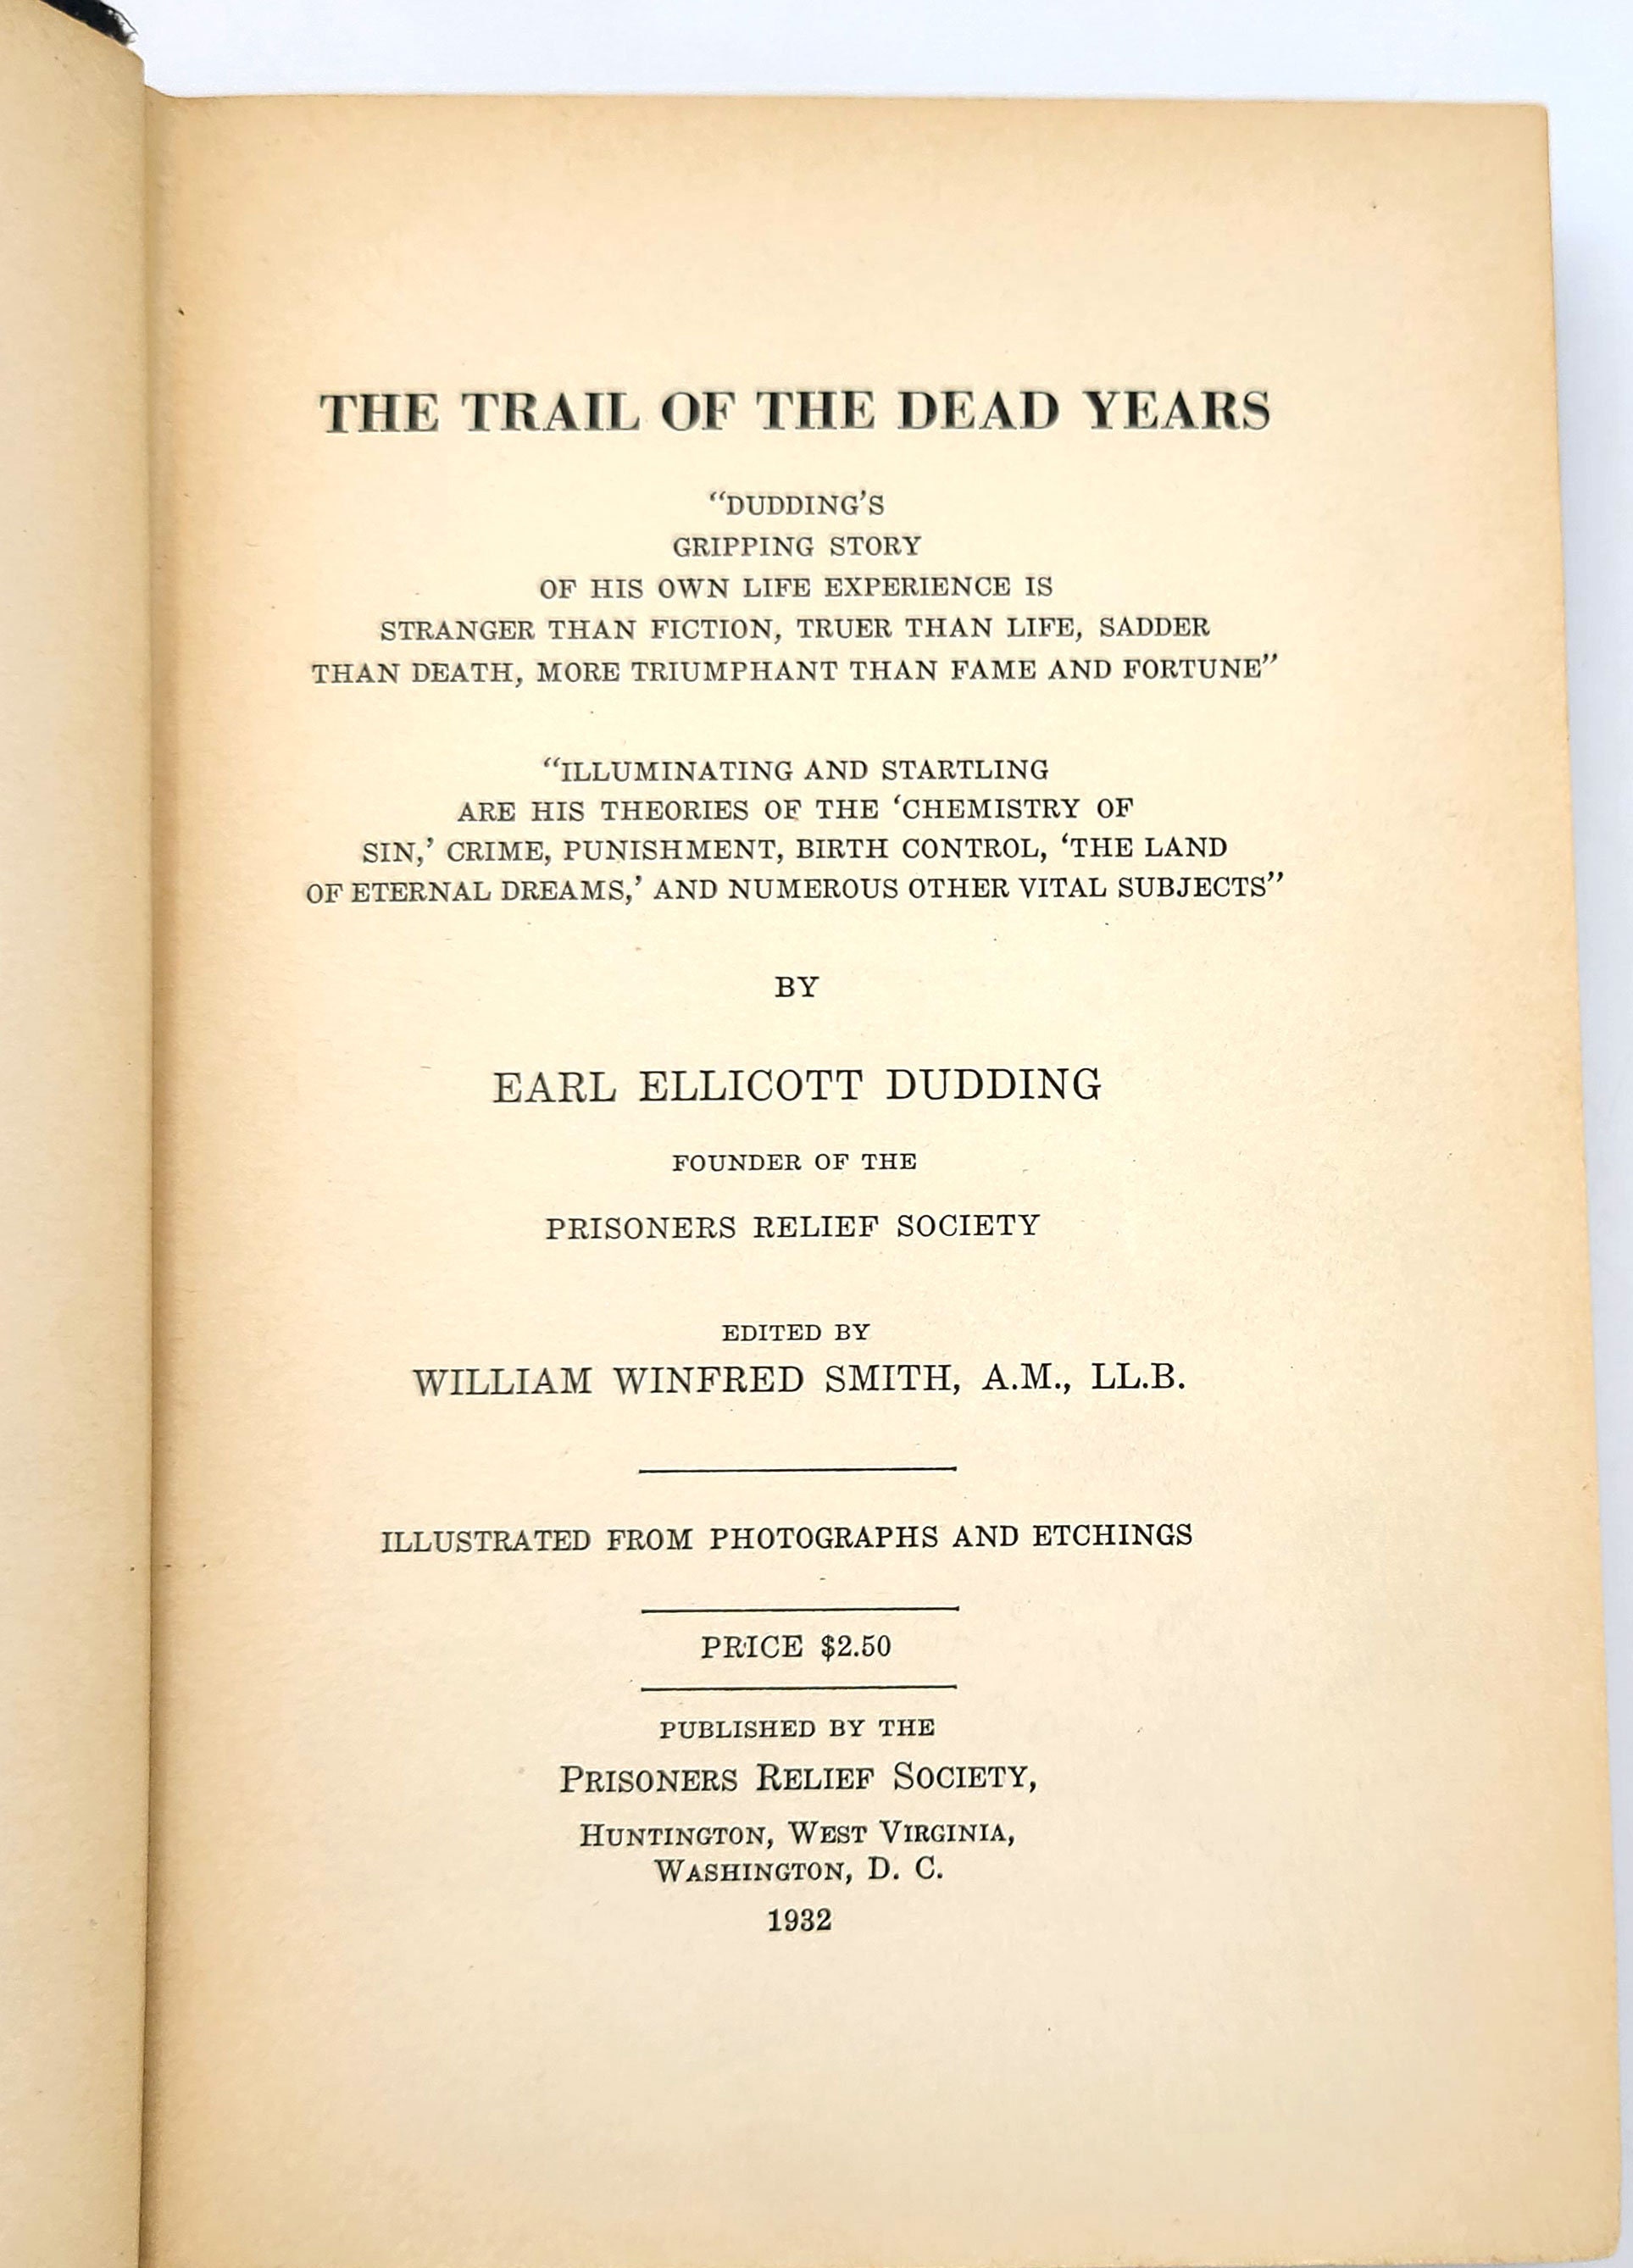 THE TRAIL OF THE DEAD YEARS
"DUDDING'S
GRIPPING STORY
OF HIS OWN LIFE EXPERIENCE IS
STRANGER THAN FICTION, TRUER THAN LIFE, SADDER
THAN DEATH, MORE TRIUMPHANT THAN FAME AND FORTUNE"
"ILLUMINATING AND STARTLING
ARE HIS THEORIES OF THE 'CHEMISTRY OF
SIN,' CRIME, PUNISHMENT, BIRTH CONTROL, 'THE LAND
OF ETERNAL DREAMS,' AND NUMEROUS OTHER VITAL SUBJECTS"
BY
EARL ELLICOTT DUDDING
FOUNDER OF THE
PRISONERS RELIEF SOCIETY
EDITED BY
WILLIAM WINFRED SMITH, A.M., LL.B.
ILLUSTRATED FROM PHOTOGRAPHS AND ETCHINGS
PRICE $2.50
PUBLISHED BY THE
PRISONERS RELIEF SOCIETY,
HUNTINGTON, WEST VIRGINIA,
WASHINGTON, D. C.
1932